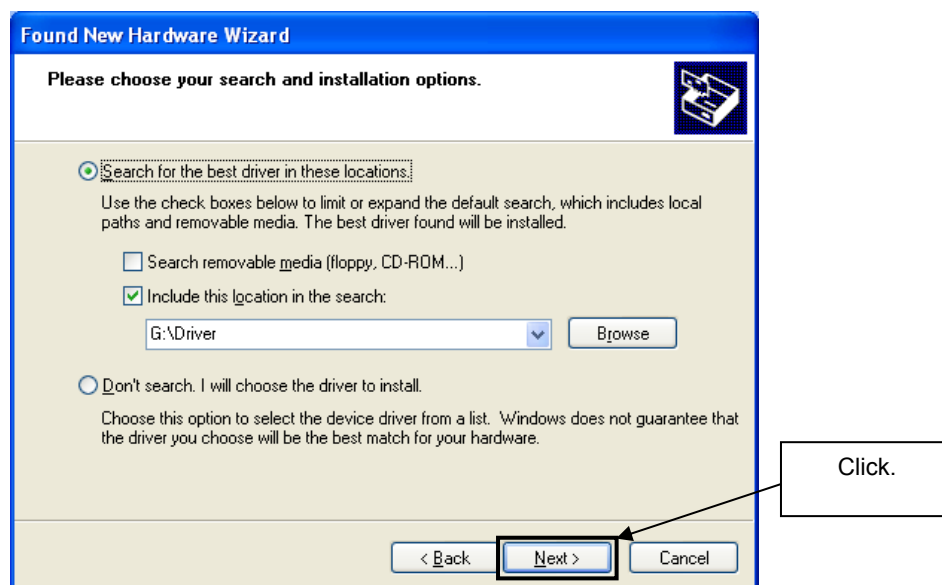 Found New Hardware Wizard
Please choose your search and installation options.
Search for the best driver in these locations.
Use the check boxes below to limit or expand the default search, which includes local
paths and removable media. The best driver found will be installed.
Search removable media (floppy, CD-ROM...)
Include this location in the search:
G:\Driver
Browse
Don't search. I will choose the driver to install.
Choose this option to select the device driver from a list. Windows does not guarantee that
the driver you choose will be the best match for your hardware.
Click.
< Back
Next >
Cancel